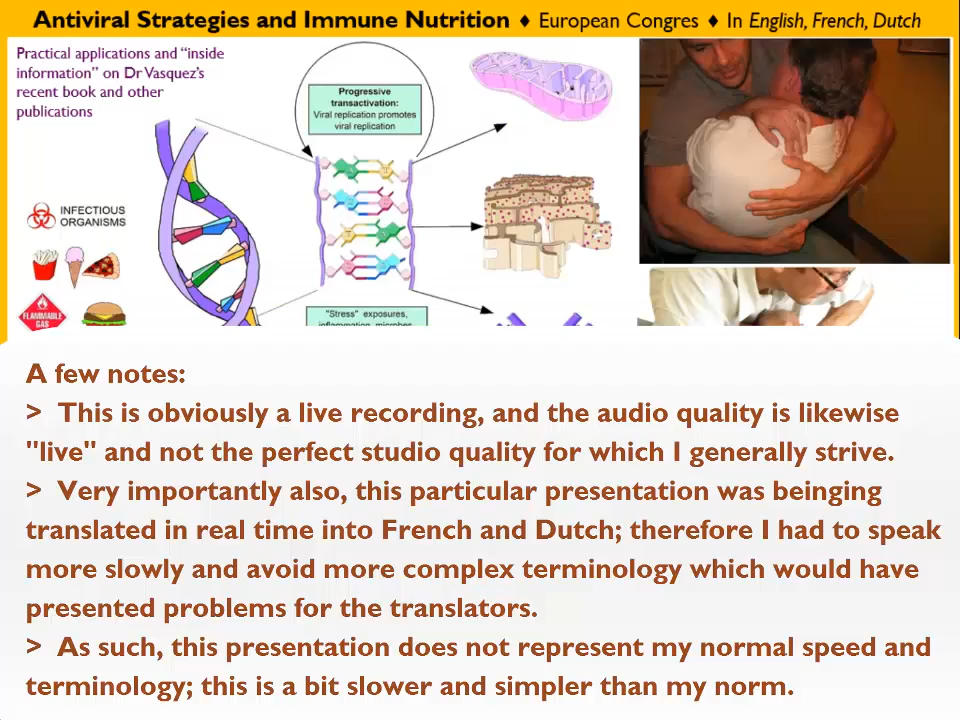 Antiviral Strategies and Immune Nutrition ♦ European Congres ♦ In English, French, Dutch
Practical applications and “inside
information” on Dr Vasquez’s
recent book and other
publications
Progressive
transactivation:
Viral replication promotes
viral replication
INFECTIOUS
ORGANISMS
FLAMMABLE
GAS
"Stress" exposures,
inflammation, microbes
A few notes:
> This is obviously a live recording, and the audio quality is likewise
"live" and not the perfect studio quality for which I generally strive.
> Very importantly also, this particular presentation was beinging
translated in real time into French and Dutch; therefore I had to speak
more slowly and avoid more complex terminology which would have
presented problems for the translators.
> As such, this presentation does not represent my normal speed and
terminology; this is a bit slower and simpler than my norm.